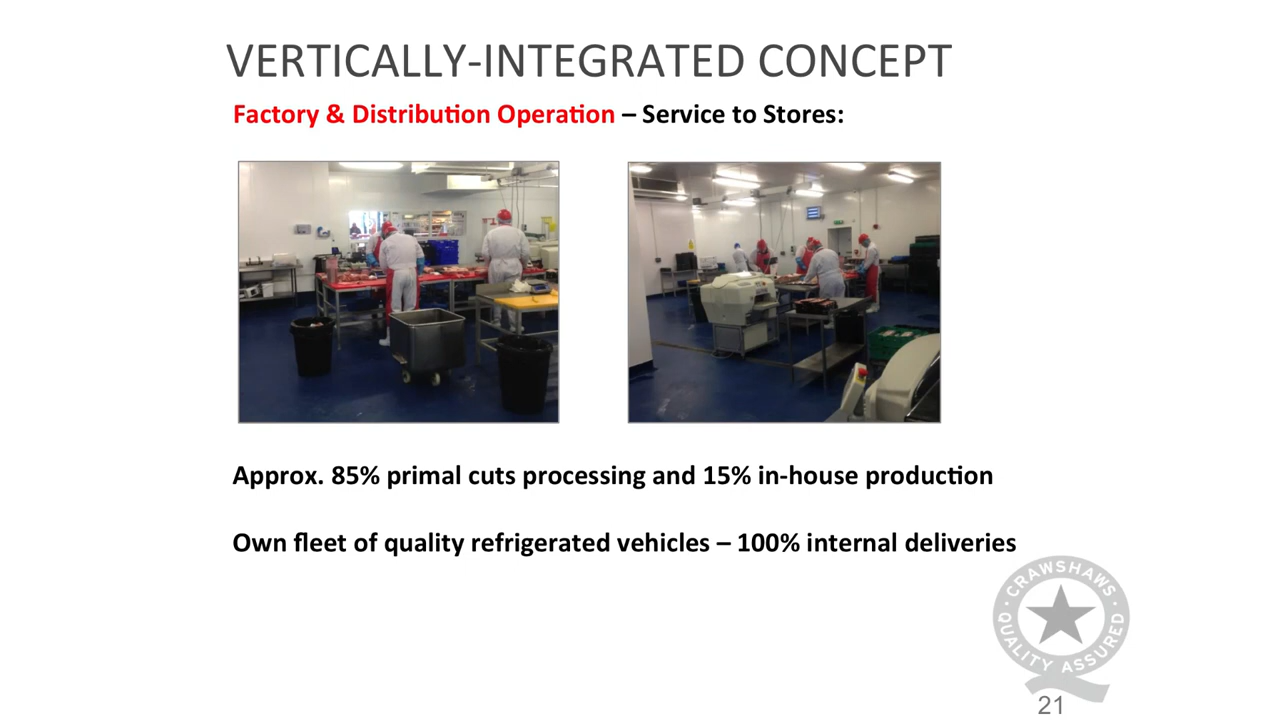 VERTICALLY-INTEGRATED CONCEPT
Factory & Distribution Operation – Service to Stores:
Approx. 85% primal cuts processing and 15% in-house production
Own fleet of quality refrigerated vehicles – 100% internal deliveries
· CRAWSHAWS ·
QUALITY ASSURED
21